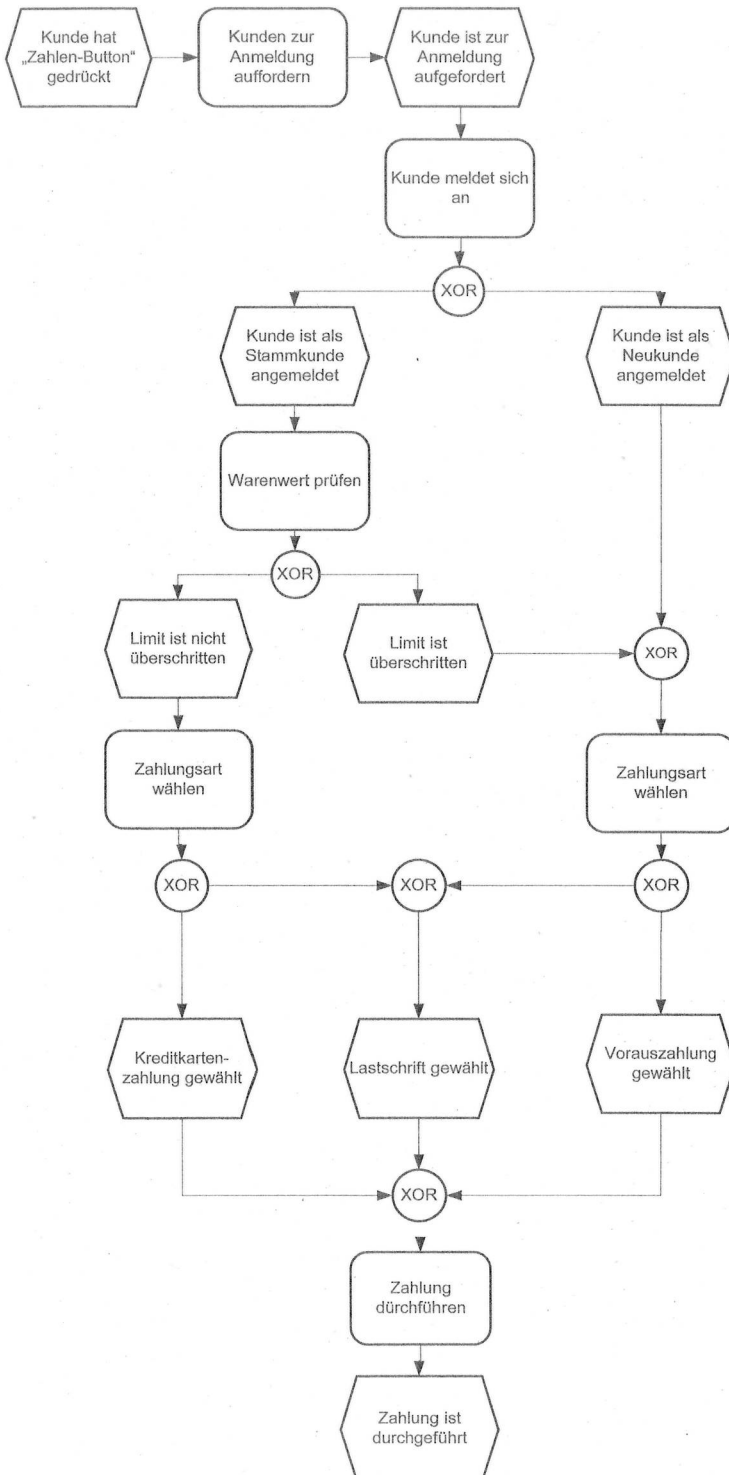 Kunde hat
„Zahlen-Button“
gedrückt
Kunden zur
Anmeldung
auffordern
Kunde ist zur
Anmeldung
aufgefordert
Kunde meldet sich
an
XOR
Kunde ist als
Stammkunde
angemeldet
Kunde ist als
Neukunde
angemeldet
Warenwert prüfen
XOR
Limit ist nicht
überschritten
Limit ist
überschritten
XOR
Zahlungsart
wählen
Zahlungsart
wählen
XOR
XOR
XOR
Kreditkarten-
zahlung gewählt
Lastschrift gewählt
Vorauszahlung
gewählt
XOR
Zahlung
dürchführen
Zahlung ist
durchgeführt